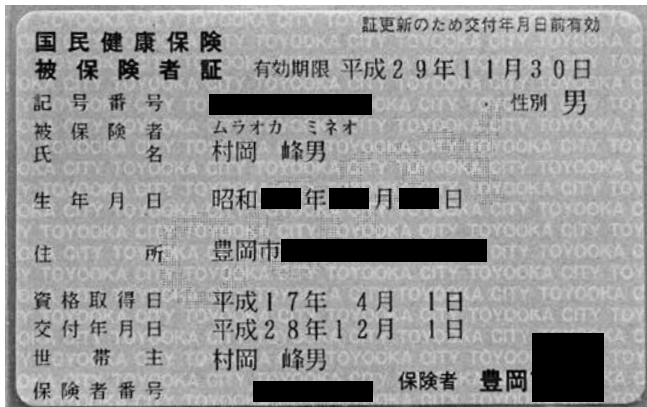 証更新のため交付年月日前有効
国民健康保険
被保険者証 有効期限 平成29年11月30日
記号番号 性別 男
ムラオカ ミネオ
被保険者氏名 村岡 峰男
生年月日 昭和 年 月 日
住所 豊岡市
資格取得日 平成17年 4月 1日
交付年月日 平成28年12月 1日
世帯主 村岡 峰男
保険者番号 保険者 豊岡